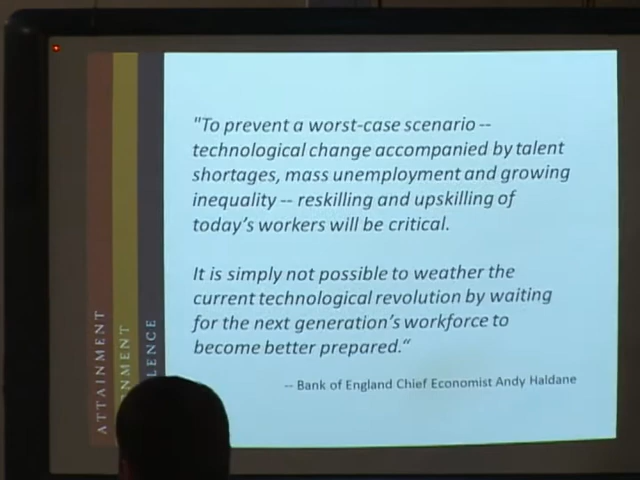 "To prevent a worst-case scenario --
technological change accompanied by talent
shortages, mass unemployment and growing
inequality -- reskilling and upskilling of
today's workers will be critical.
It is simply not possible to weather the
current technological revolution by waiting
for the next generation's workforce to
become better prepared.“
-- Bank of England Chief Economist Andy Haldane
ATTAINMENT